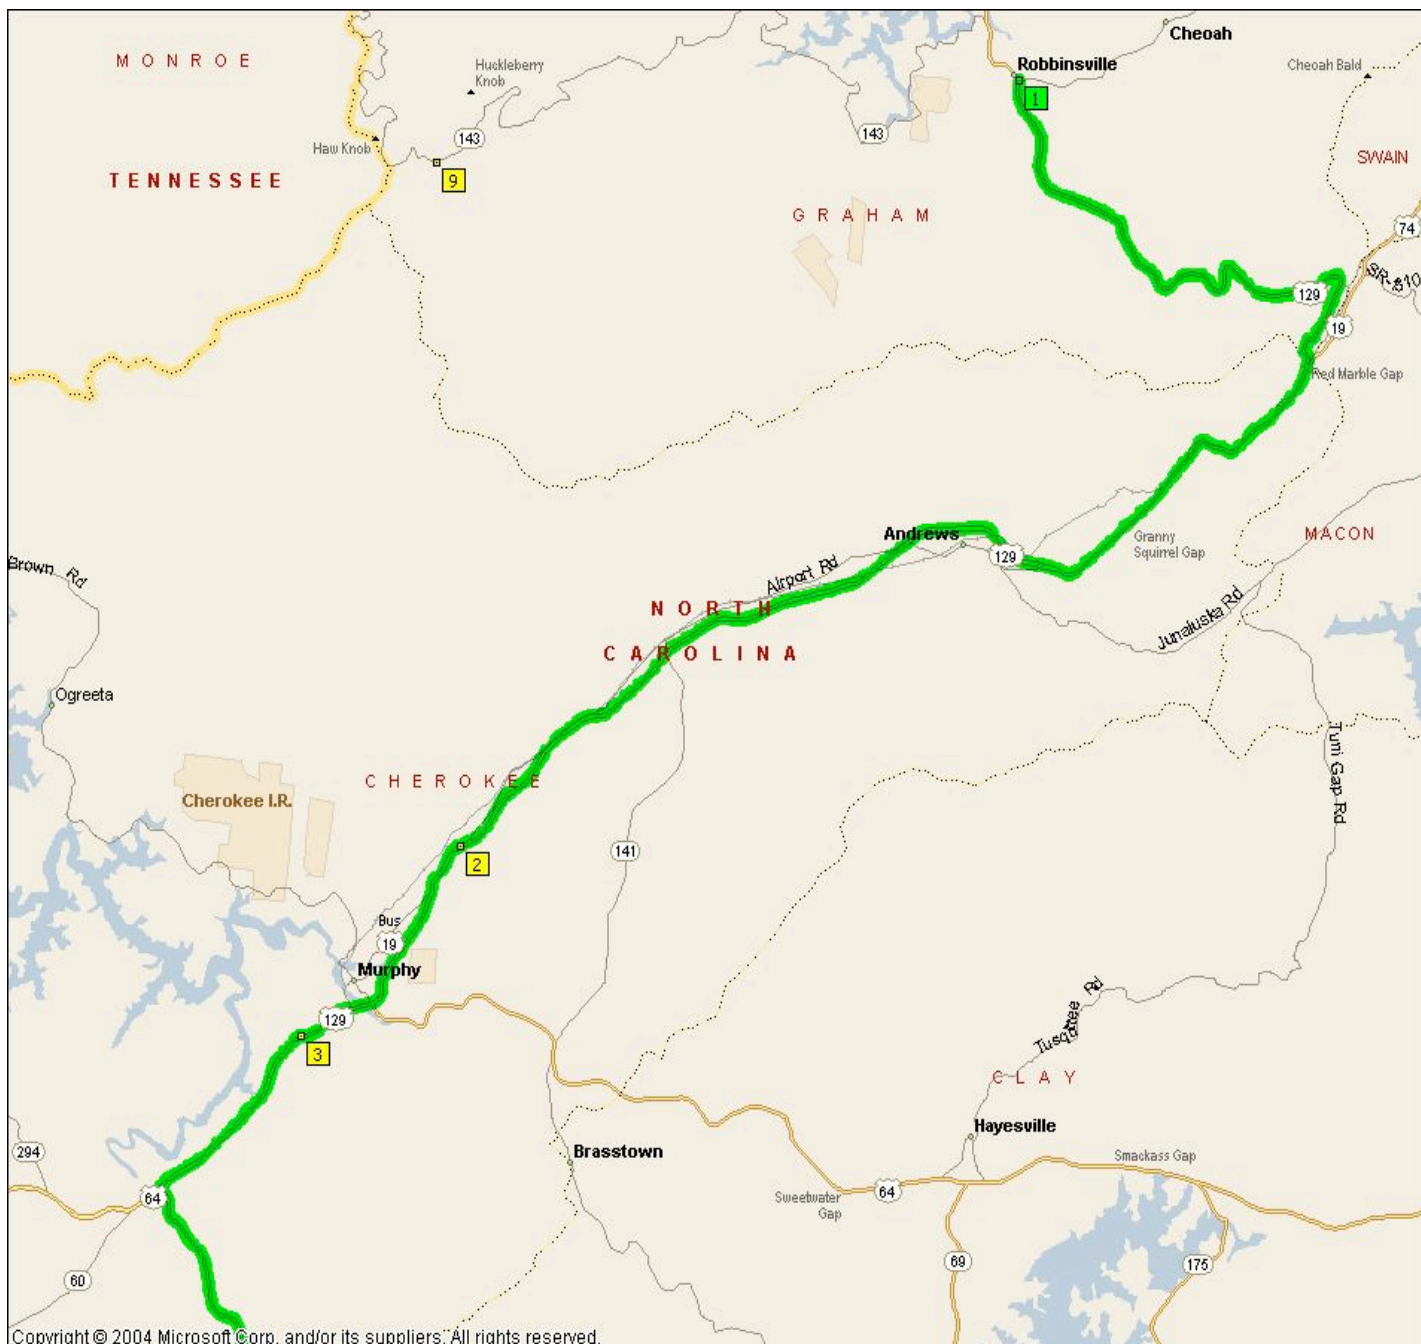 MONROE
Huckleberry
Knob
Cheoah
Robbinsville
Cheoah Bald
1
143
143
Haw Knob
SWAIN
TENNESSEE
9
GRAHAM
74
129
19
Red Marble Gap
Andrews
Granny
Squirrel Gap
MACON
129
Brown Rd
Airport Rd
NORTH
Junaluska Rd
CAROLINA
Ogreeta
CHEROKEE
Cherokee I.R.
141
2
Bus
19
Murphy
129
3
Tusquitee Rd
CLAY
294
Brasstown
Hayesville
Smackass Gap
64
Sweetwater
Gap
64
69
175
60
Copyright © 2004 Microsoft Corp. and/or its suppliers. All rights reserved.